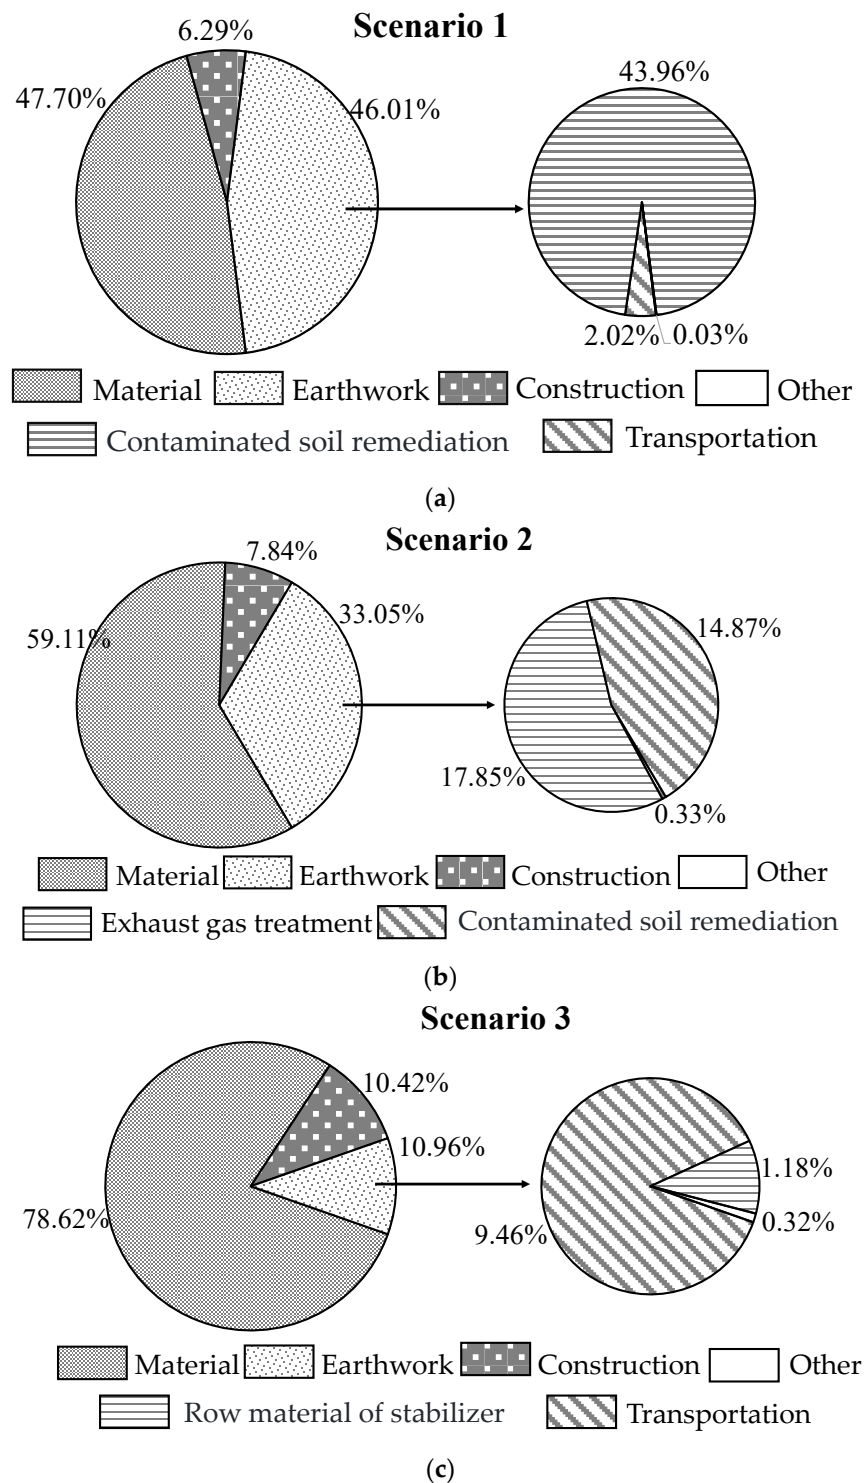 Scenario 1
6.29%
47.70%
46.01%
43.96%
2.02% 0.03%
Material Earthwork Construction Other
Contaminated soil remediation Transportation
(a)
Scenario 2
7.84%
59.11%
33.05%
14.87%
17.85%
0.33%
Material Earthwork Construction Other
Exhaust gas treatment Contaminated soil remediation
(b)
Scenario 3
10.42%
10.96%
78.62%
1.18%
9.46%
0.32%
Material Earthwork Construction Other
Row material of stabilizer Transportation
(c)